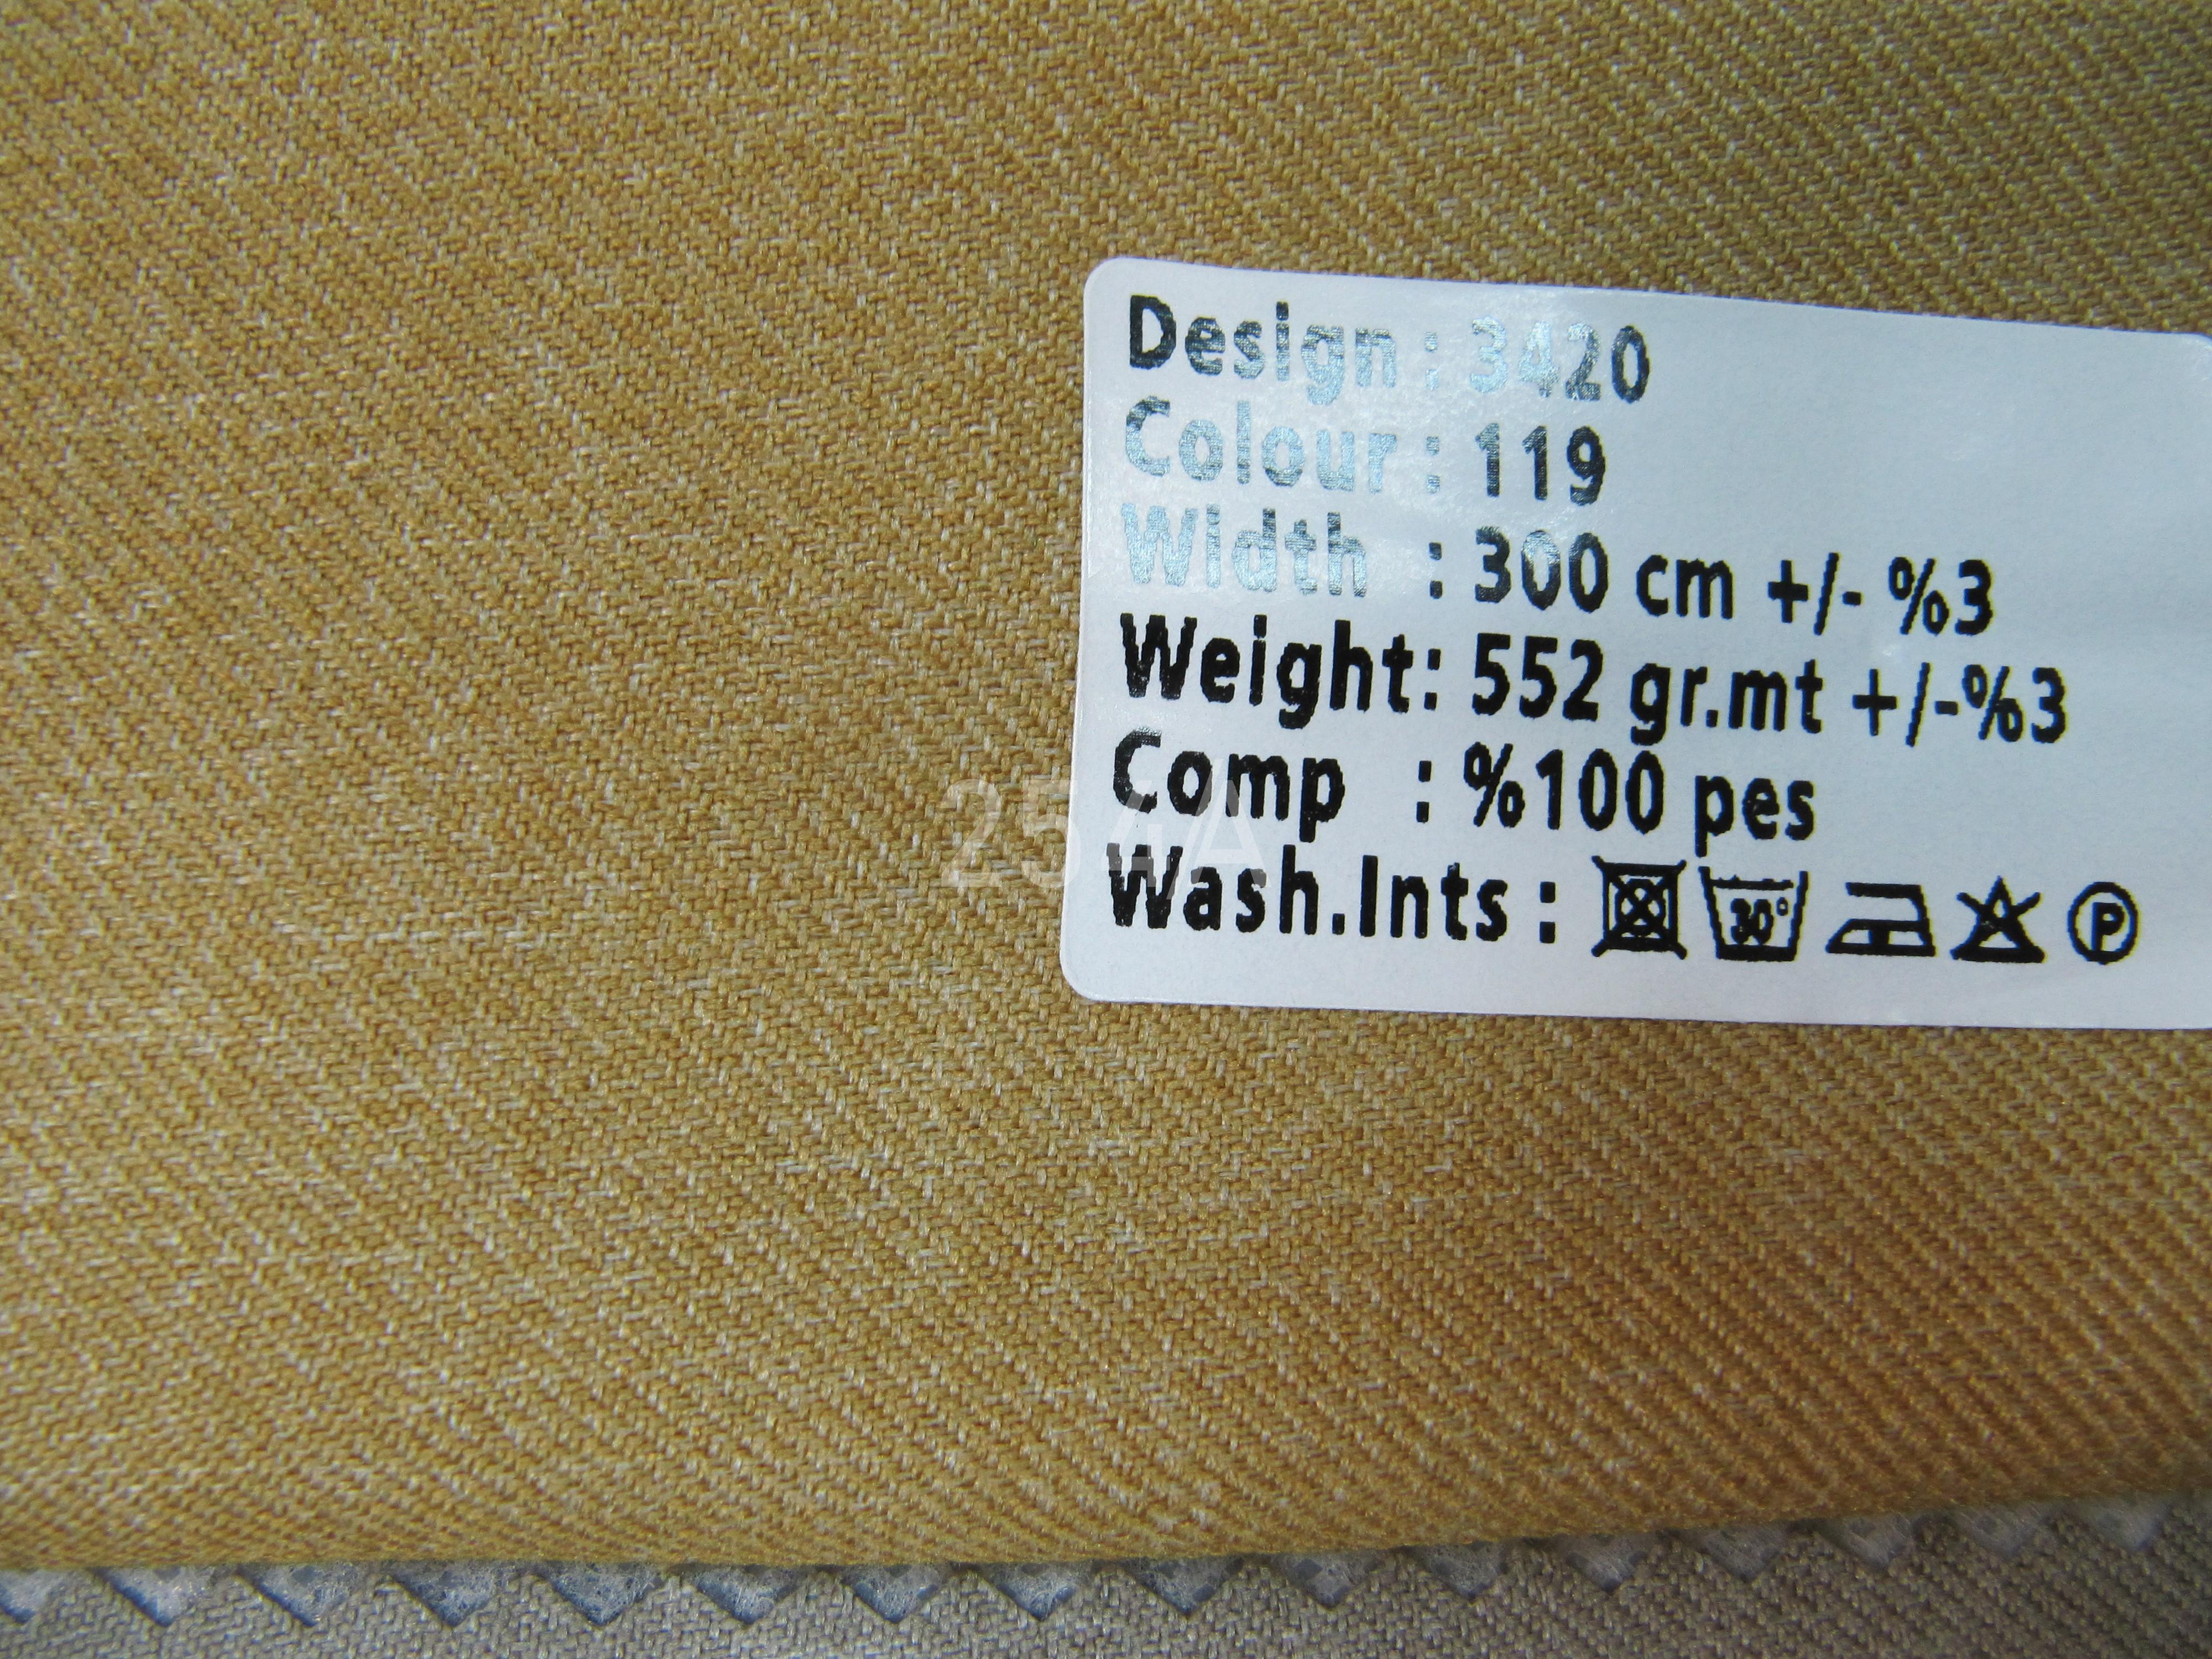 Design : 3420
Colour : 119
Width : 300 cm +/- %3
Weight: 552 gr.mt +/-%3
Comp : %100 pes
254A
Wash.Ints : 30° P